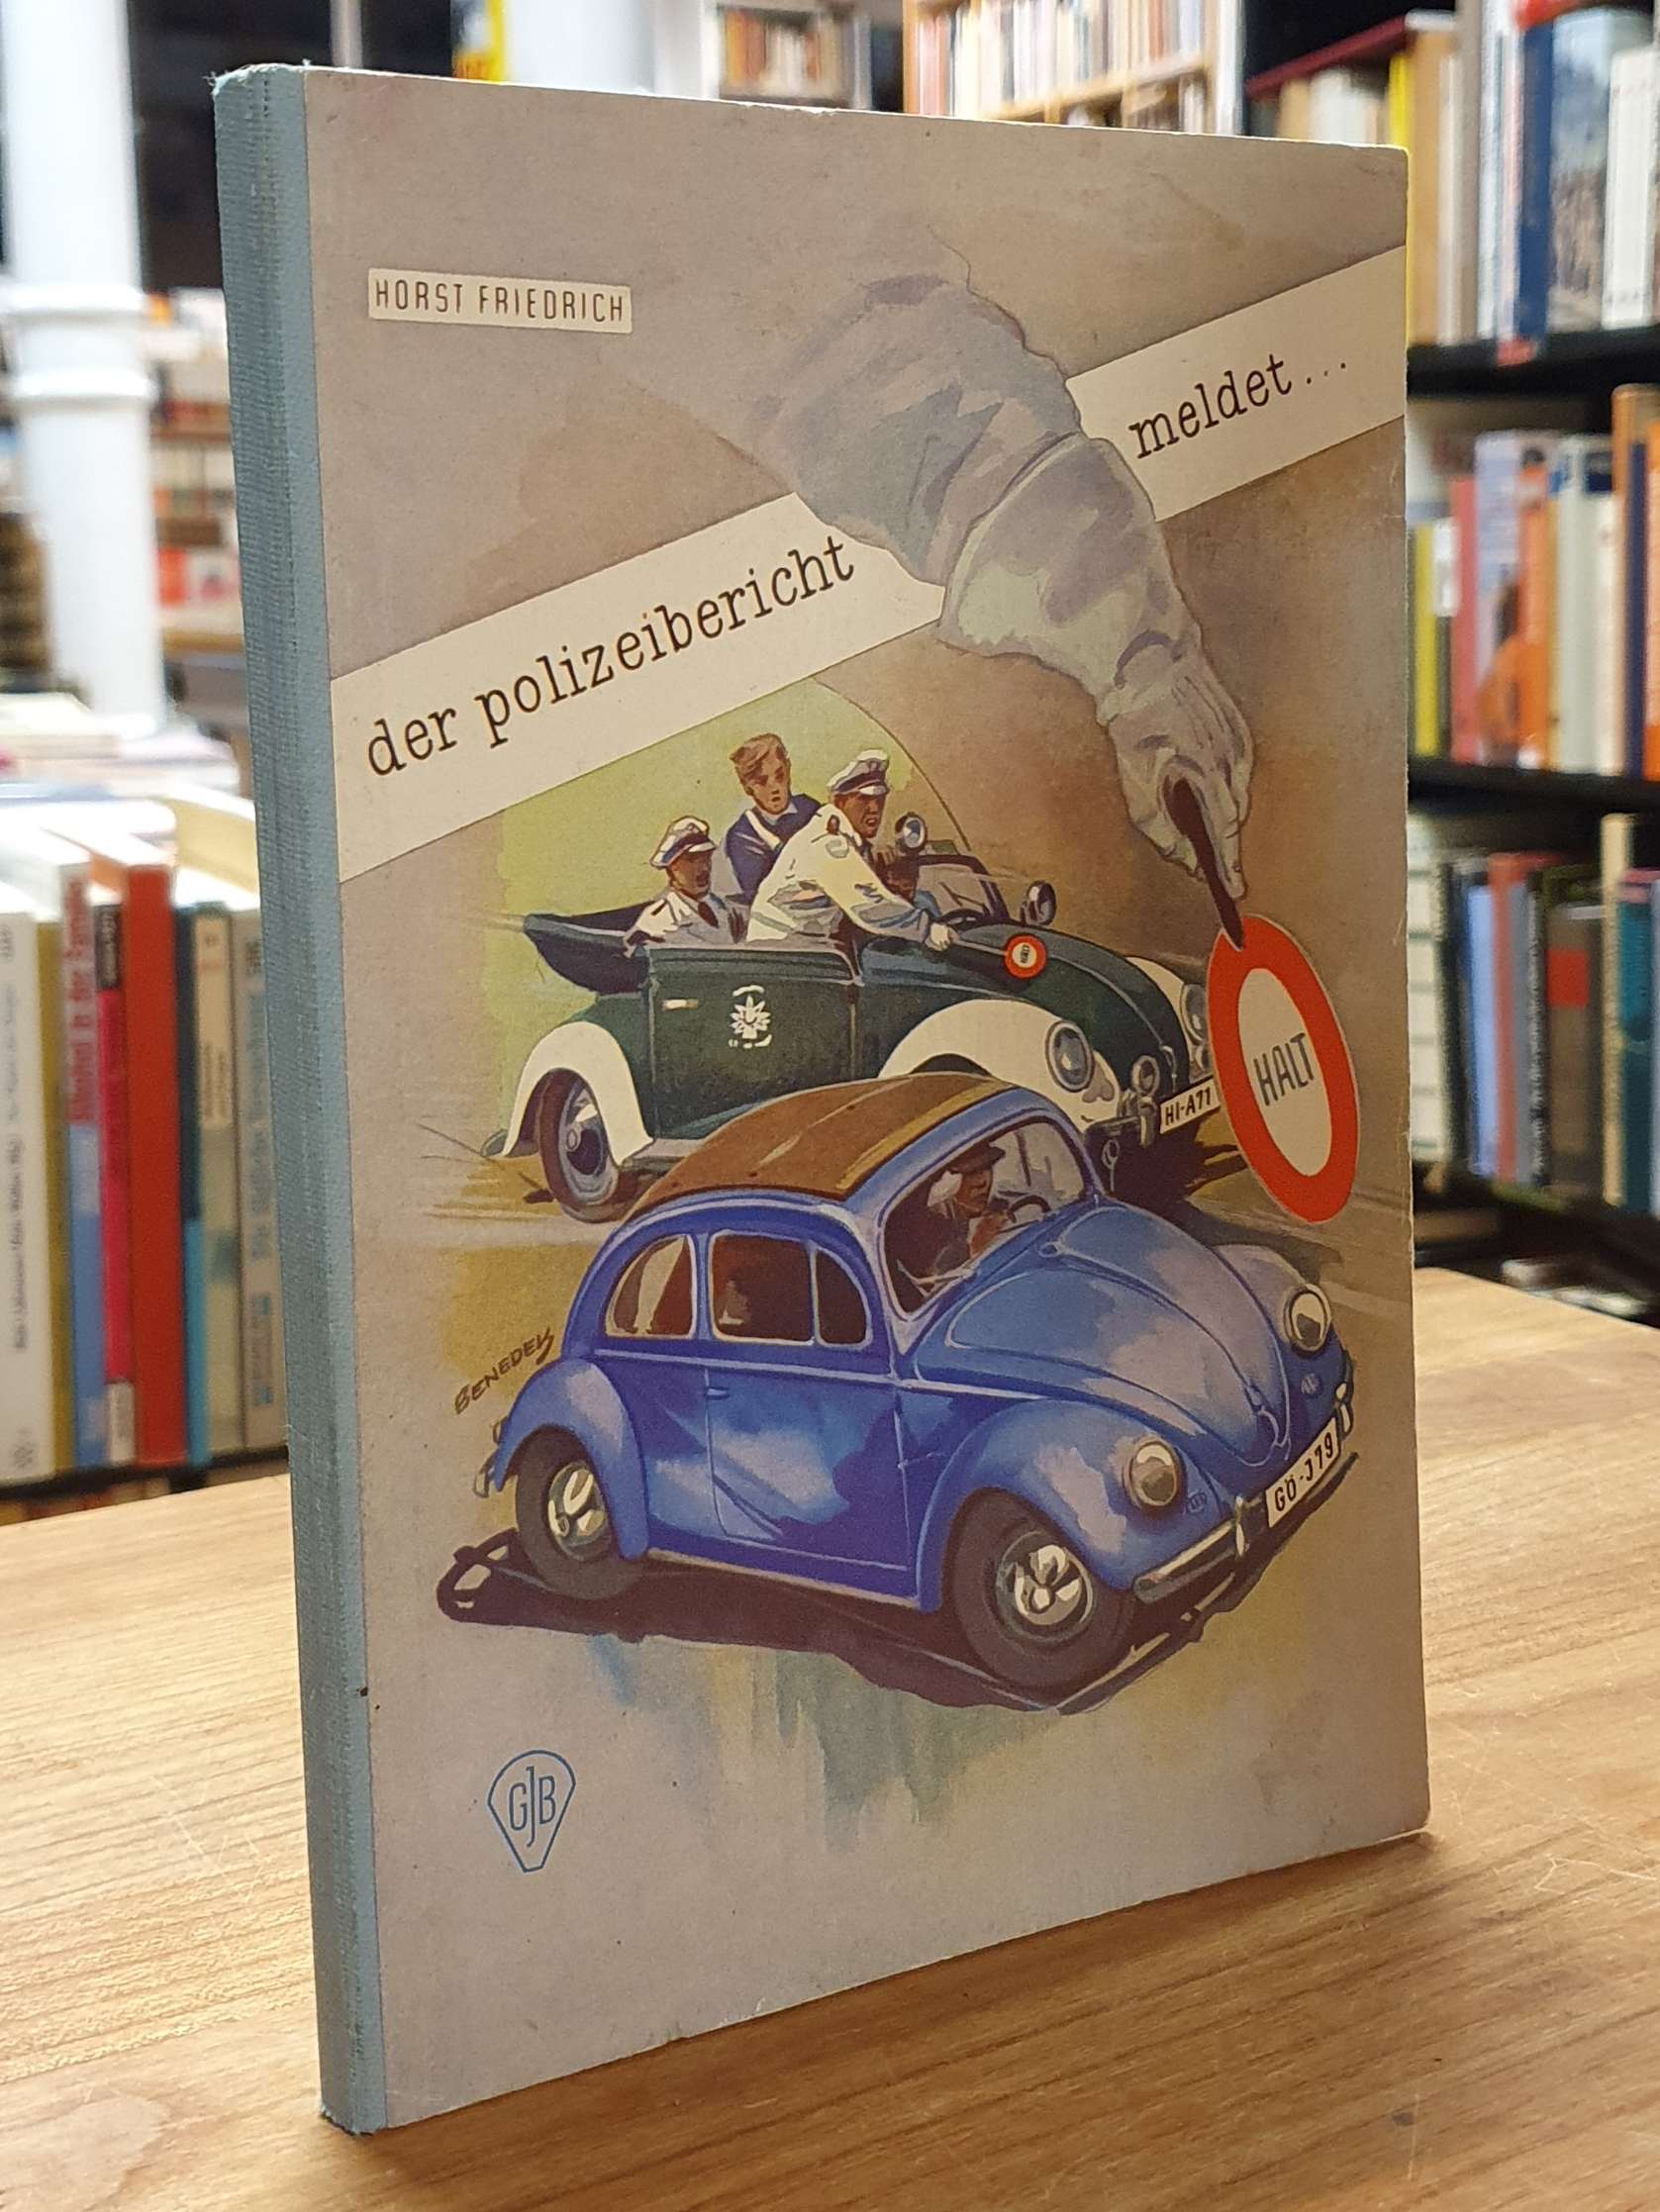 HORST FRIEDRICH
der polizeibericht meldet...
HALT
HI-A71
BENEDEK
GÖ-J79
GJB